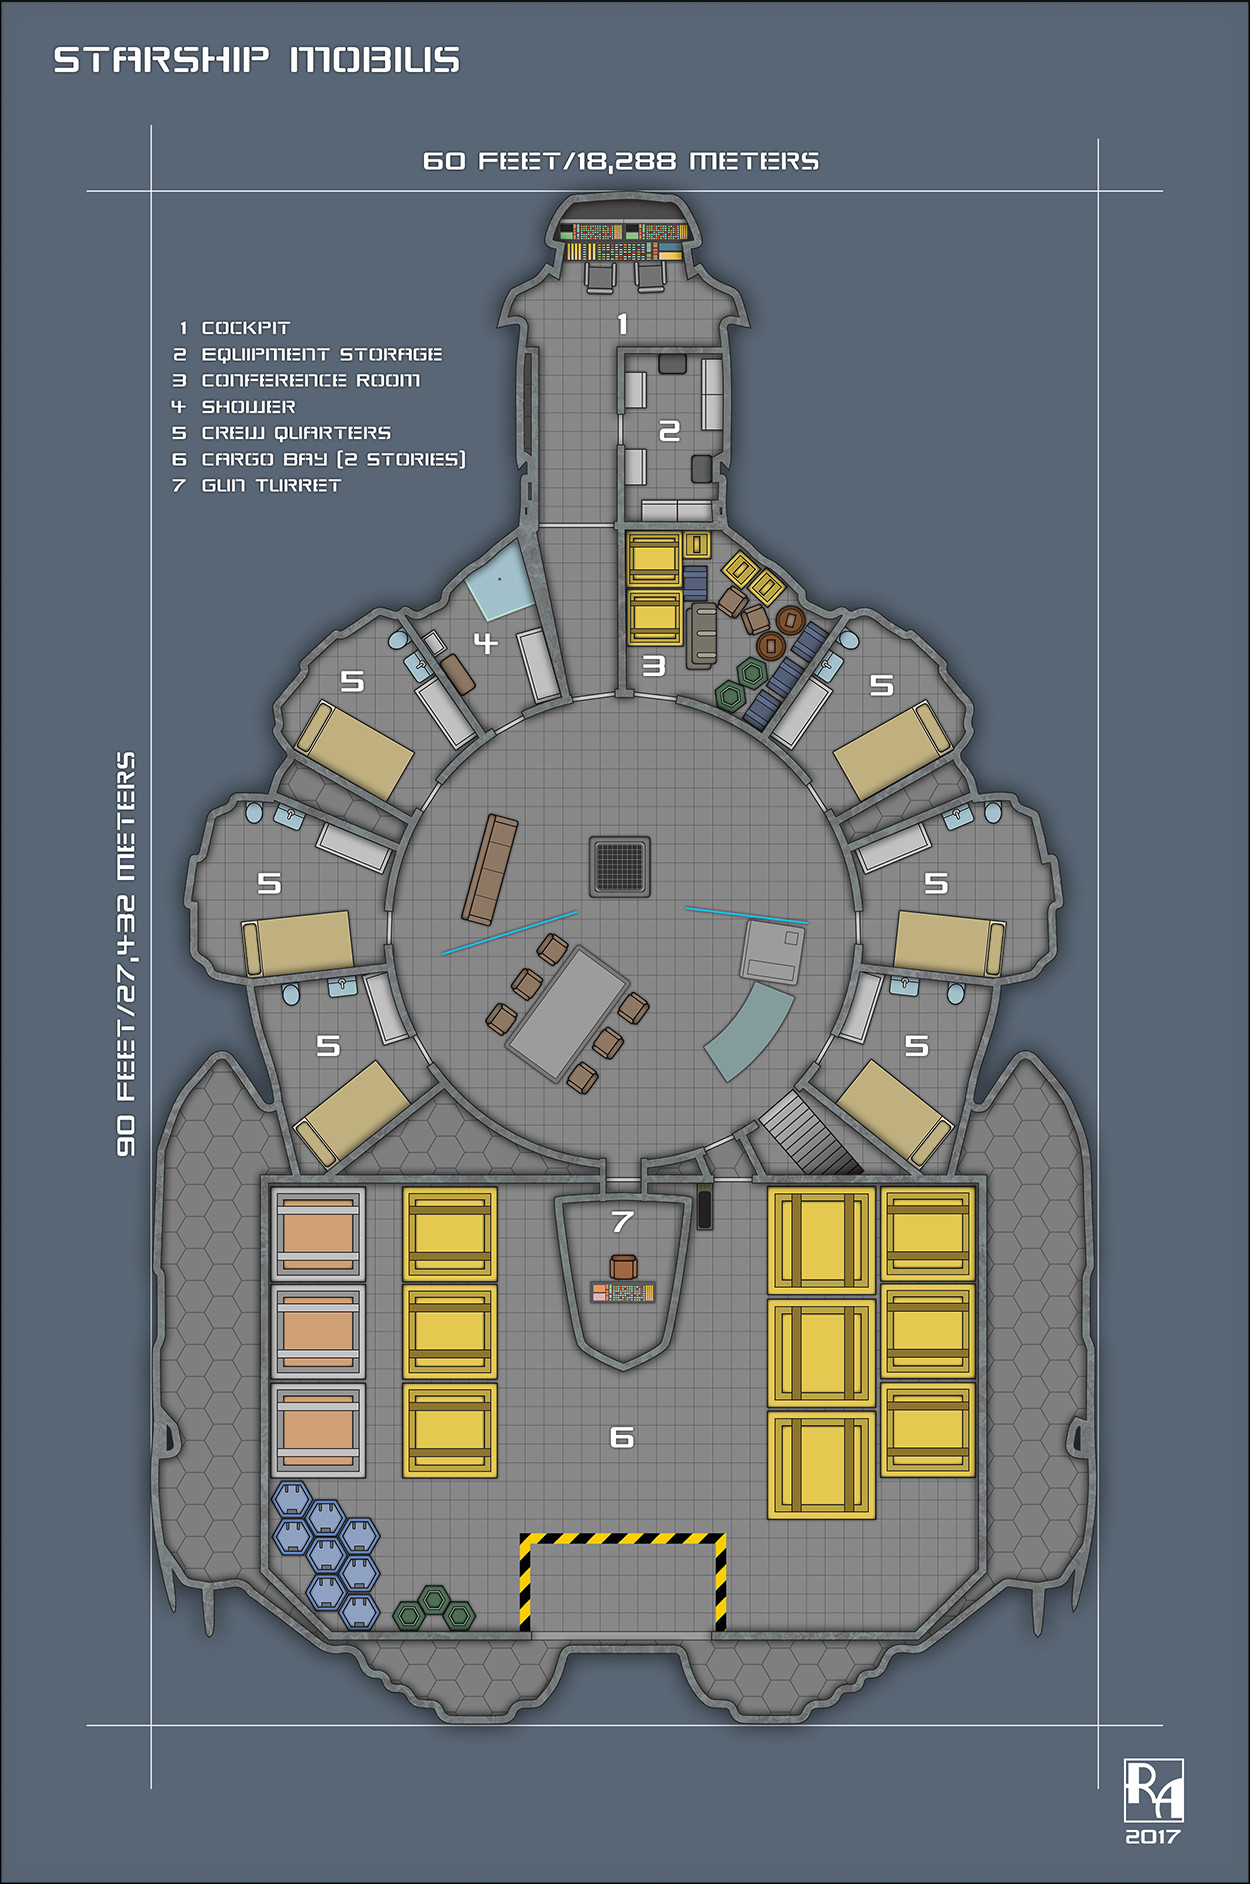 STARSHIP MOBILIS
60 FEET/18,288 METERS
1 COCKPIT
2 EQUIPMENT STORAGE
3 CONFERENCE ROOM
4 SHOWER
5 CREW QUARTERS
6 CARGO BAY (2 STORIES)
7 GUN TURRET
90 FEET/27,432 METERS
1
2
3
4
5
5
5
5
5
5
7
6
RA
2017